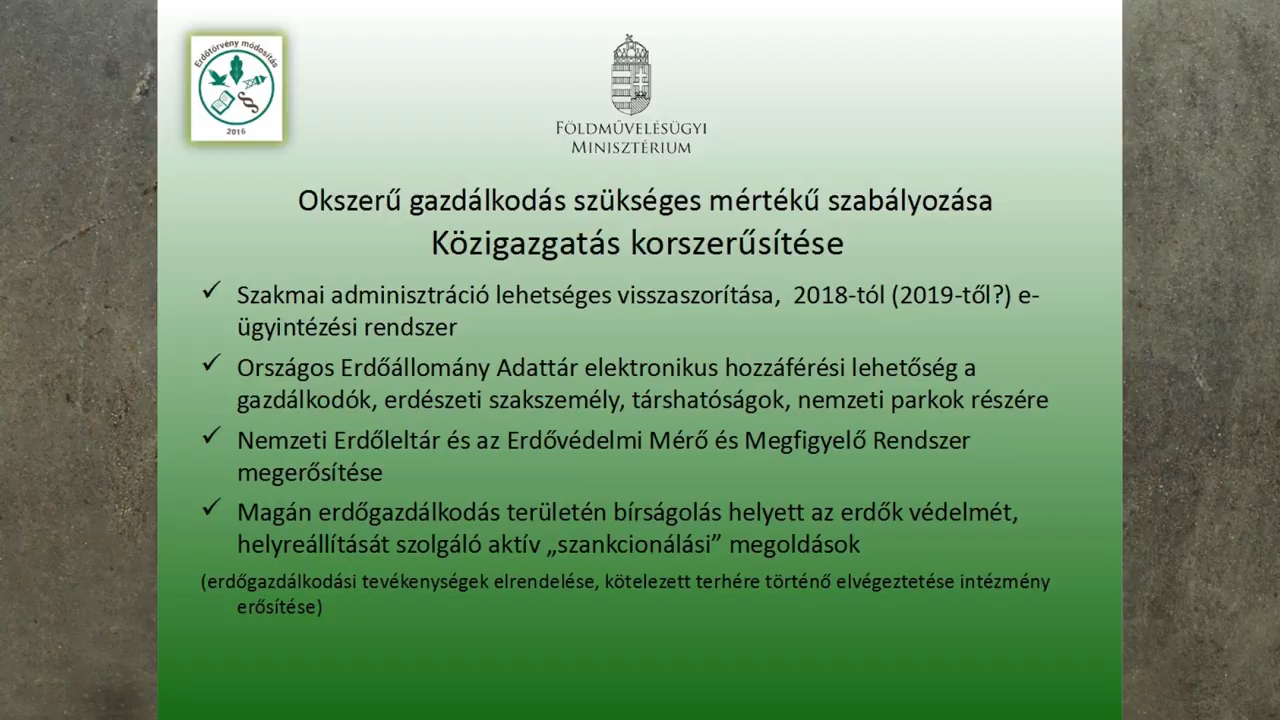 Erdőtörvény módosítás
2016
Földművelésügyi
Minisztérium
Okszerű gazdálkodás szükséges mértékű szabályozása
Közigazgatás korszerűsítése
✓ Szakmai adminisztráció lehetséges visszaszorítása, 2018-tól (2019-től?) e-
ügyintézési rendszer
✓ Országos Erdőállomány Adattár elektronikus hozzáférési lehetőség a
gazdálkodók, erdészeti szakszemély, társhatóságok, nemzeti parkok részére
✓ Nemzeti Erdőleltár és az Erdővédelmi Mérő és Megfigyelő Rendszer
megerősítése
✓ Magán erdőgazdálkodás területén bírságolás helyett az erdők védelmét,
helyreállítását szolgáló aktív „szankcionálási” megoldások
(erdőgazdálkodási tevékenységek elrendelése, kötelezett terhére történő elvégeztetése intézmény
erősítése)